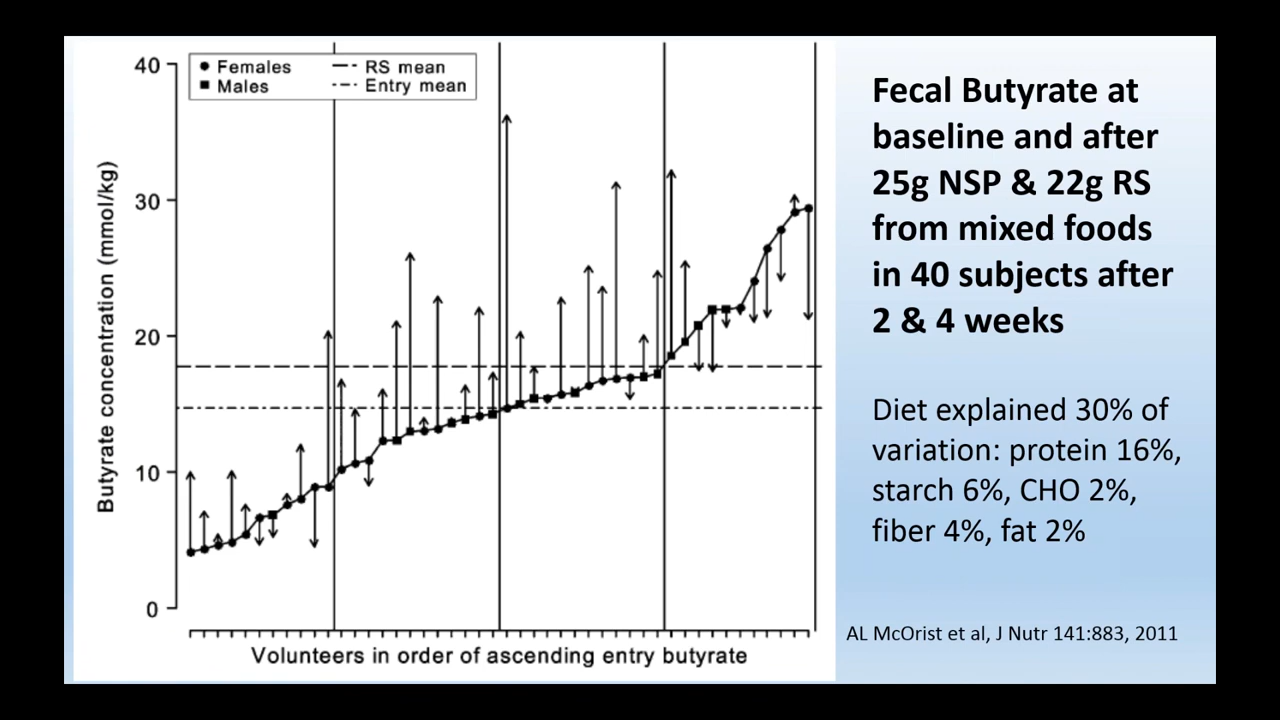 40
Females
RS mean
Males
Entry mean
30
20
10
0
Butyrate concentration (mmol/kg)
Volunteers in order of ascending entry butyrate
Fecal Butyrate at
baseline and after
25g NSP & 22g RS
from mixed foods
in 40 subjects after
2 & 4 weeks
Diet explained 30% of
variation: protein 16%,
starch 6%, CHO 2%,
fiber 4%, fat 2%
AL McOrist et al, J Nutr 141:883, 2011